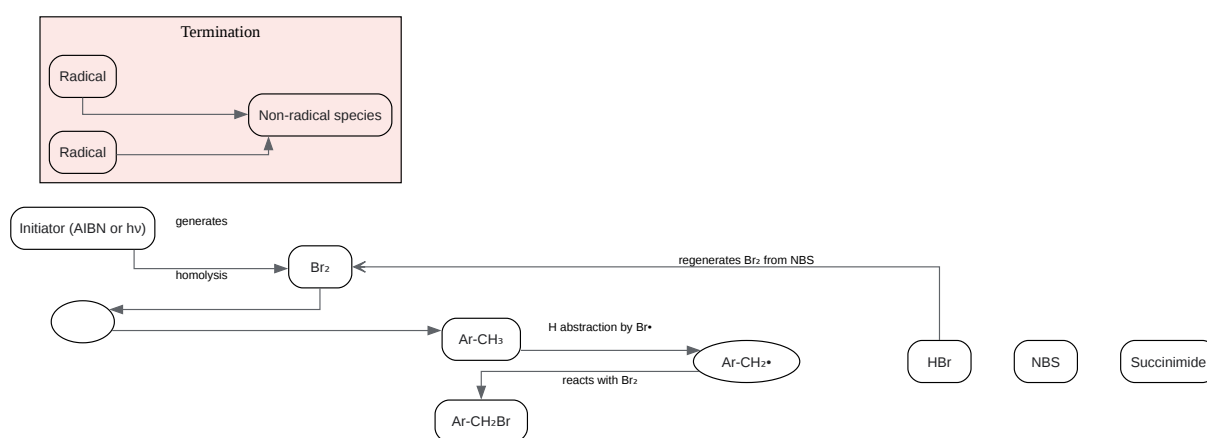 Termination
Radical
Non-radical species
Radical
Initiator (AIBN or hν)
generates
homolysis
Br₂
regenerates Br₂ from NBS
Ar-CH₃
H abstraction by Br•
Ar-CH₂•
reacts with Br₂
Ar-CH₂Br
HBr
NBS
Succinimide